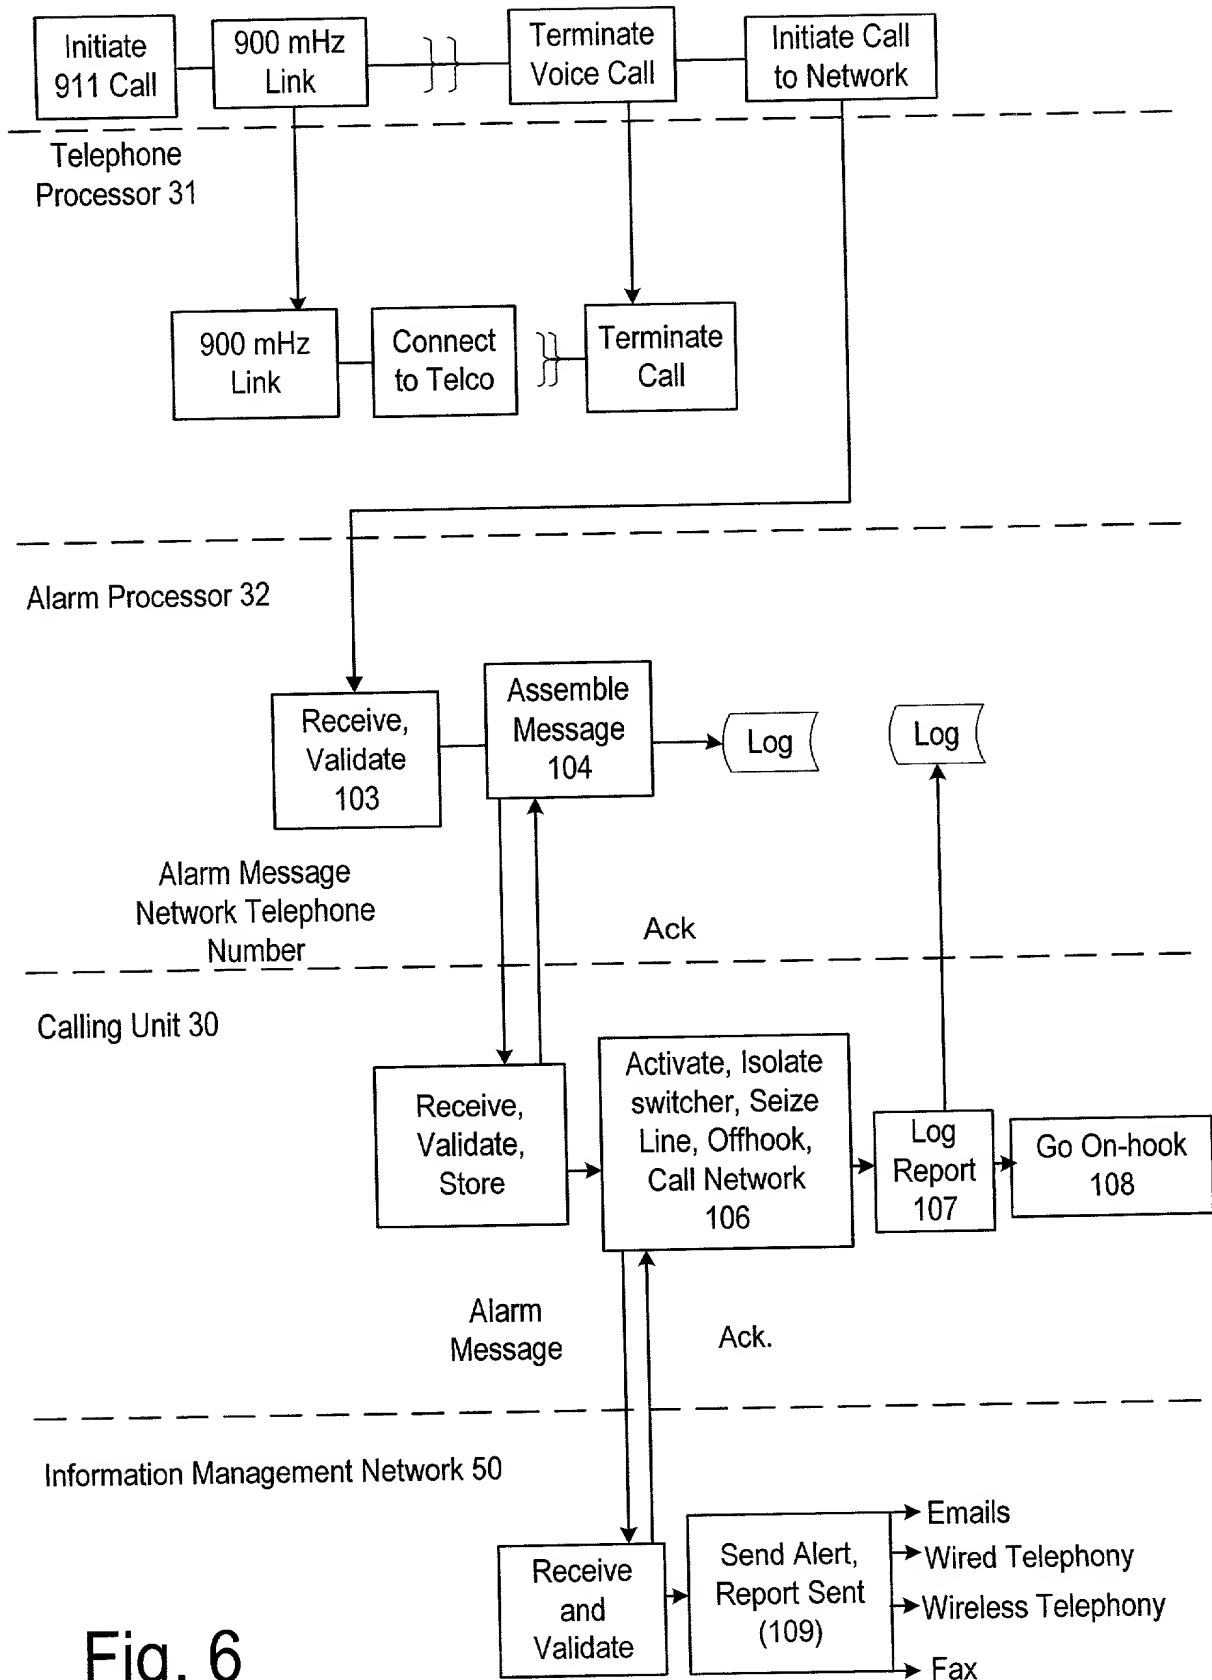 Initiate
911 Call
900 mHz
Link
Terminate
Voice Call
Initiate Call
to Network
Telephone
Processor 31
900 mHz
Link
Connect
to Telco
Terminate
Call
Alarm Processor 32
Receive,
Validate
103
Assemble
Message
104
Log
Log
Alarm Message
Network Telephone
Number
Ack
Calling Unit 30
Receive,
Validate,
Store
Activate, Isolate
switcher, Seize
Line, Offhook,
Call Network
106
Log
Report
107
Go On-hook
108
Alarm
Message
Ack.
Information Management Network 50
Receive
and
Validate
Send Alert,
Report Sent
(109)
Emails
Wired Telephony
Wireless Telephony
Fax
Fig. 6